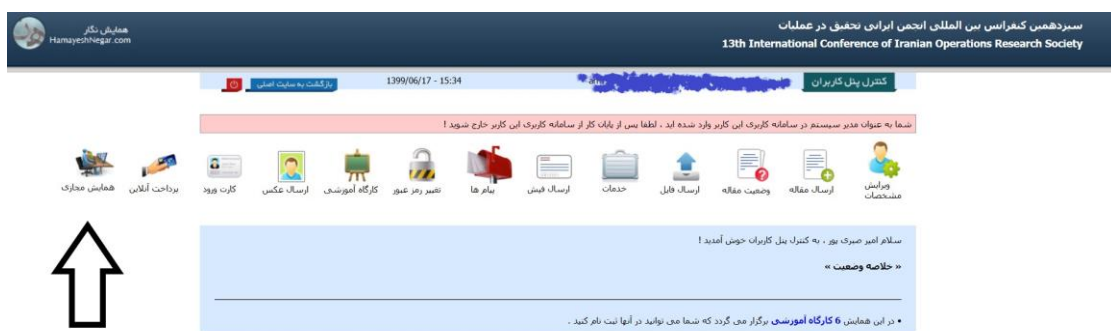 سیزدهمین کنفرانس بین المللی انجمن ایرانی تحقیق در عملیات
13th International Conference of Iranian Operations Research Society
همایش نگار
HamayeshNegar.com
کنترل پنل کاربران
1399/06/17 - 15:34
بازگشت به سایت اصلی
شما به عنوان مدیر سیستم در سامانه کاربری این کاربر وارد شده اید ، لطفا پس از پایان کار از سامانه کاربری این کاربر خارج شوید !
ویرایش مشخصات
ارسال مقاله
وضعیت مقاله
ارسال فایل
خدمات
ارسال فیش
پیام ها
تغییر رمز عبور
کارگاه آموزشی
ارسال عکس
کارت ورود
پرداخت آنلاین
همایش مجازی
سلام امیر صبری پور ، به کنترل پنل کاربران خوش آمدید !
« خلاصه وضعیت »
• در این همایش 6 کارگاه آموزشی برگزار می گردد که شما می توانید در آنها ثبت نام کنید .